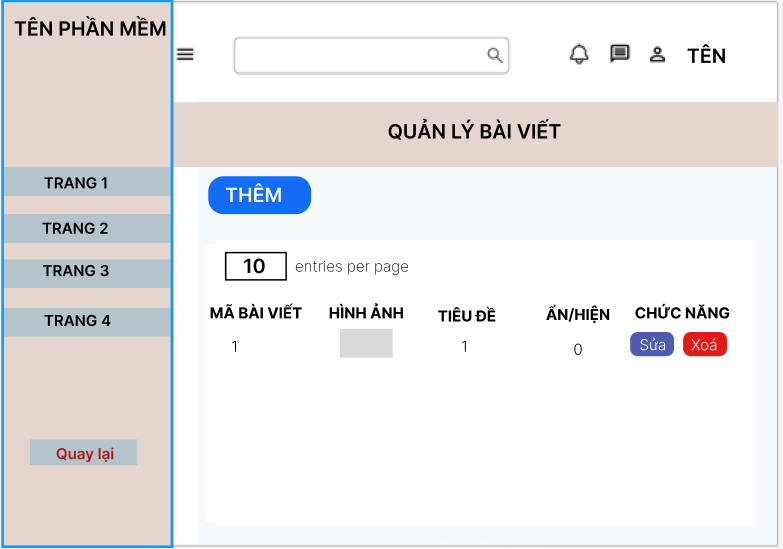 TÊN PHẦN MỀM
TÊN
QUẢN LÝ BÀI VIẾT
TRANG 1
TRANG 2
TRANG 3
TRANG 4
Quay lại
THÊM
10 entries per page
MÃ BÀI VIẾT HÌNH ẢNH TIÊU ĐỀ ẨN/HIỆN CHỨC NĂNG
1 1 0 Sửa Xoá